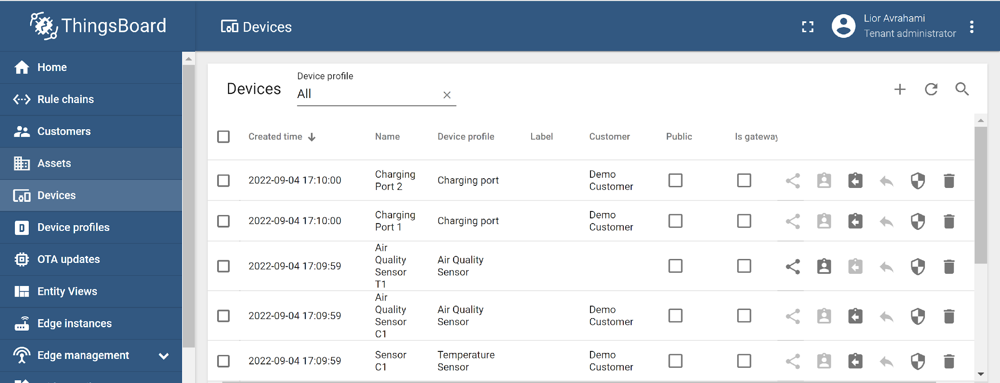 ThingsBoard
Devices
Lior Avrahami
Tenant administrator
Home
Rule chains
Customers
Assets
Devices
Device profiles
OTA updates
Entity Views
Edge instances
Edge management
Devices
Device profile
All
Created time
Name
Device profile
Label
Customer
Public
Is gateway
2022-09-04 17:10:00
Charging
Port 2
Charging port
Demo
Customer
2022-09-04 17:10:00
Charging
Port 1
Charging port
Demo
Customer
2022-09-04 17:09:59
Air
Quality
Sensor
T1
Air Quality
Sensor
2022-09-04 17:09:59
Air
Quality
Sensor
C1
Air Quality
Sensor
Demo
Customer
2022-09-04 17:09:59
Sensor
C1
Temperature
Sensor
Demo
Customer